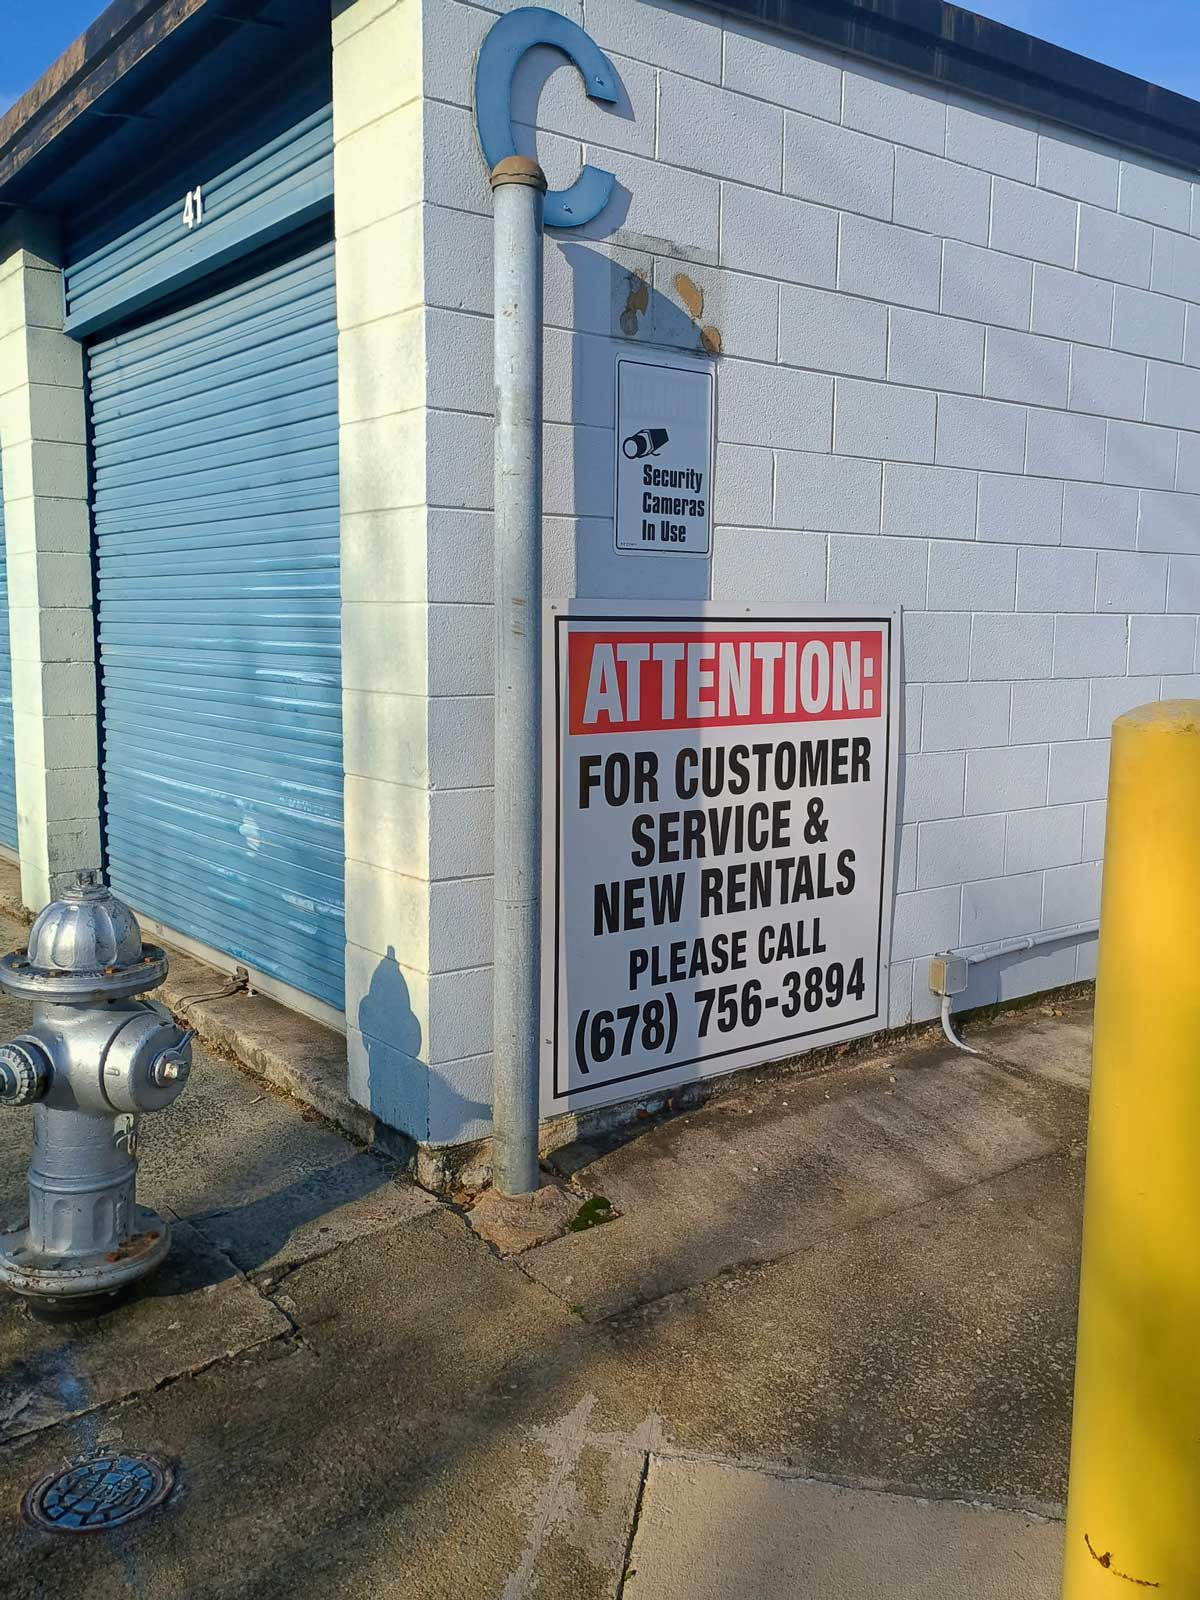 C
41
Security
Cameras
In Use
ATTENTION:
FOR CUSTOMER
SERVICE &
NEW RENTALS
PLEASE CALL
(678) 756-3894